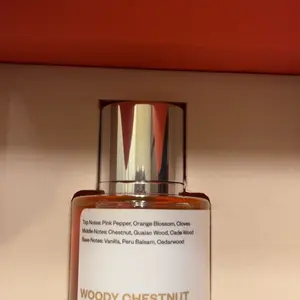 Top Notes: Pink Pepper, Orange Blossom, Cloves
Middle Notes: Chestnut, Guaiac Wood, Cade Wood
Base Notes: Vanilla, Peru Balsam, Cedarwood
WOODY CHESTNUT